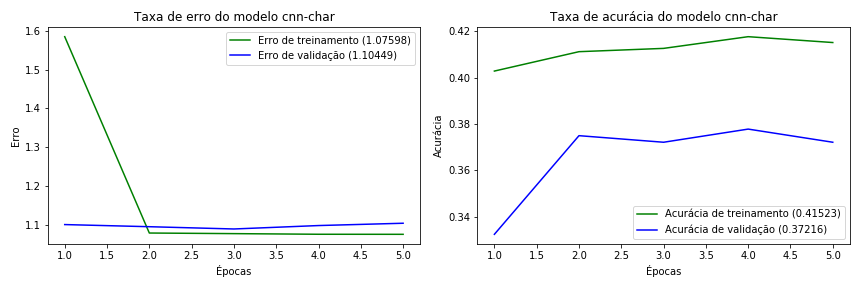 Taxa de erro do modelo cnn-char
Erro de treinamento (1.07598)
Erro de validação (1.10449)
1.6
1.5
1.4
1.3
1.2
1.1
Erro
1.0 1.5 2.0 2.5 3.0 3.5 4.0 4.5 5.0
Épocas
Taxa de acurácia do modelo cnn-char
0.42
0.40
0.38
0.36
0.34
Acurácia
Acurácia de treinamento (0.41523)
Acurácia de validação (0.37216)
1.0 1.5 2.0 2.5 3.0 3.5 4.0 4.5 5.0
Épocas